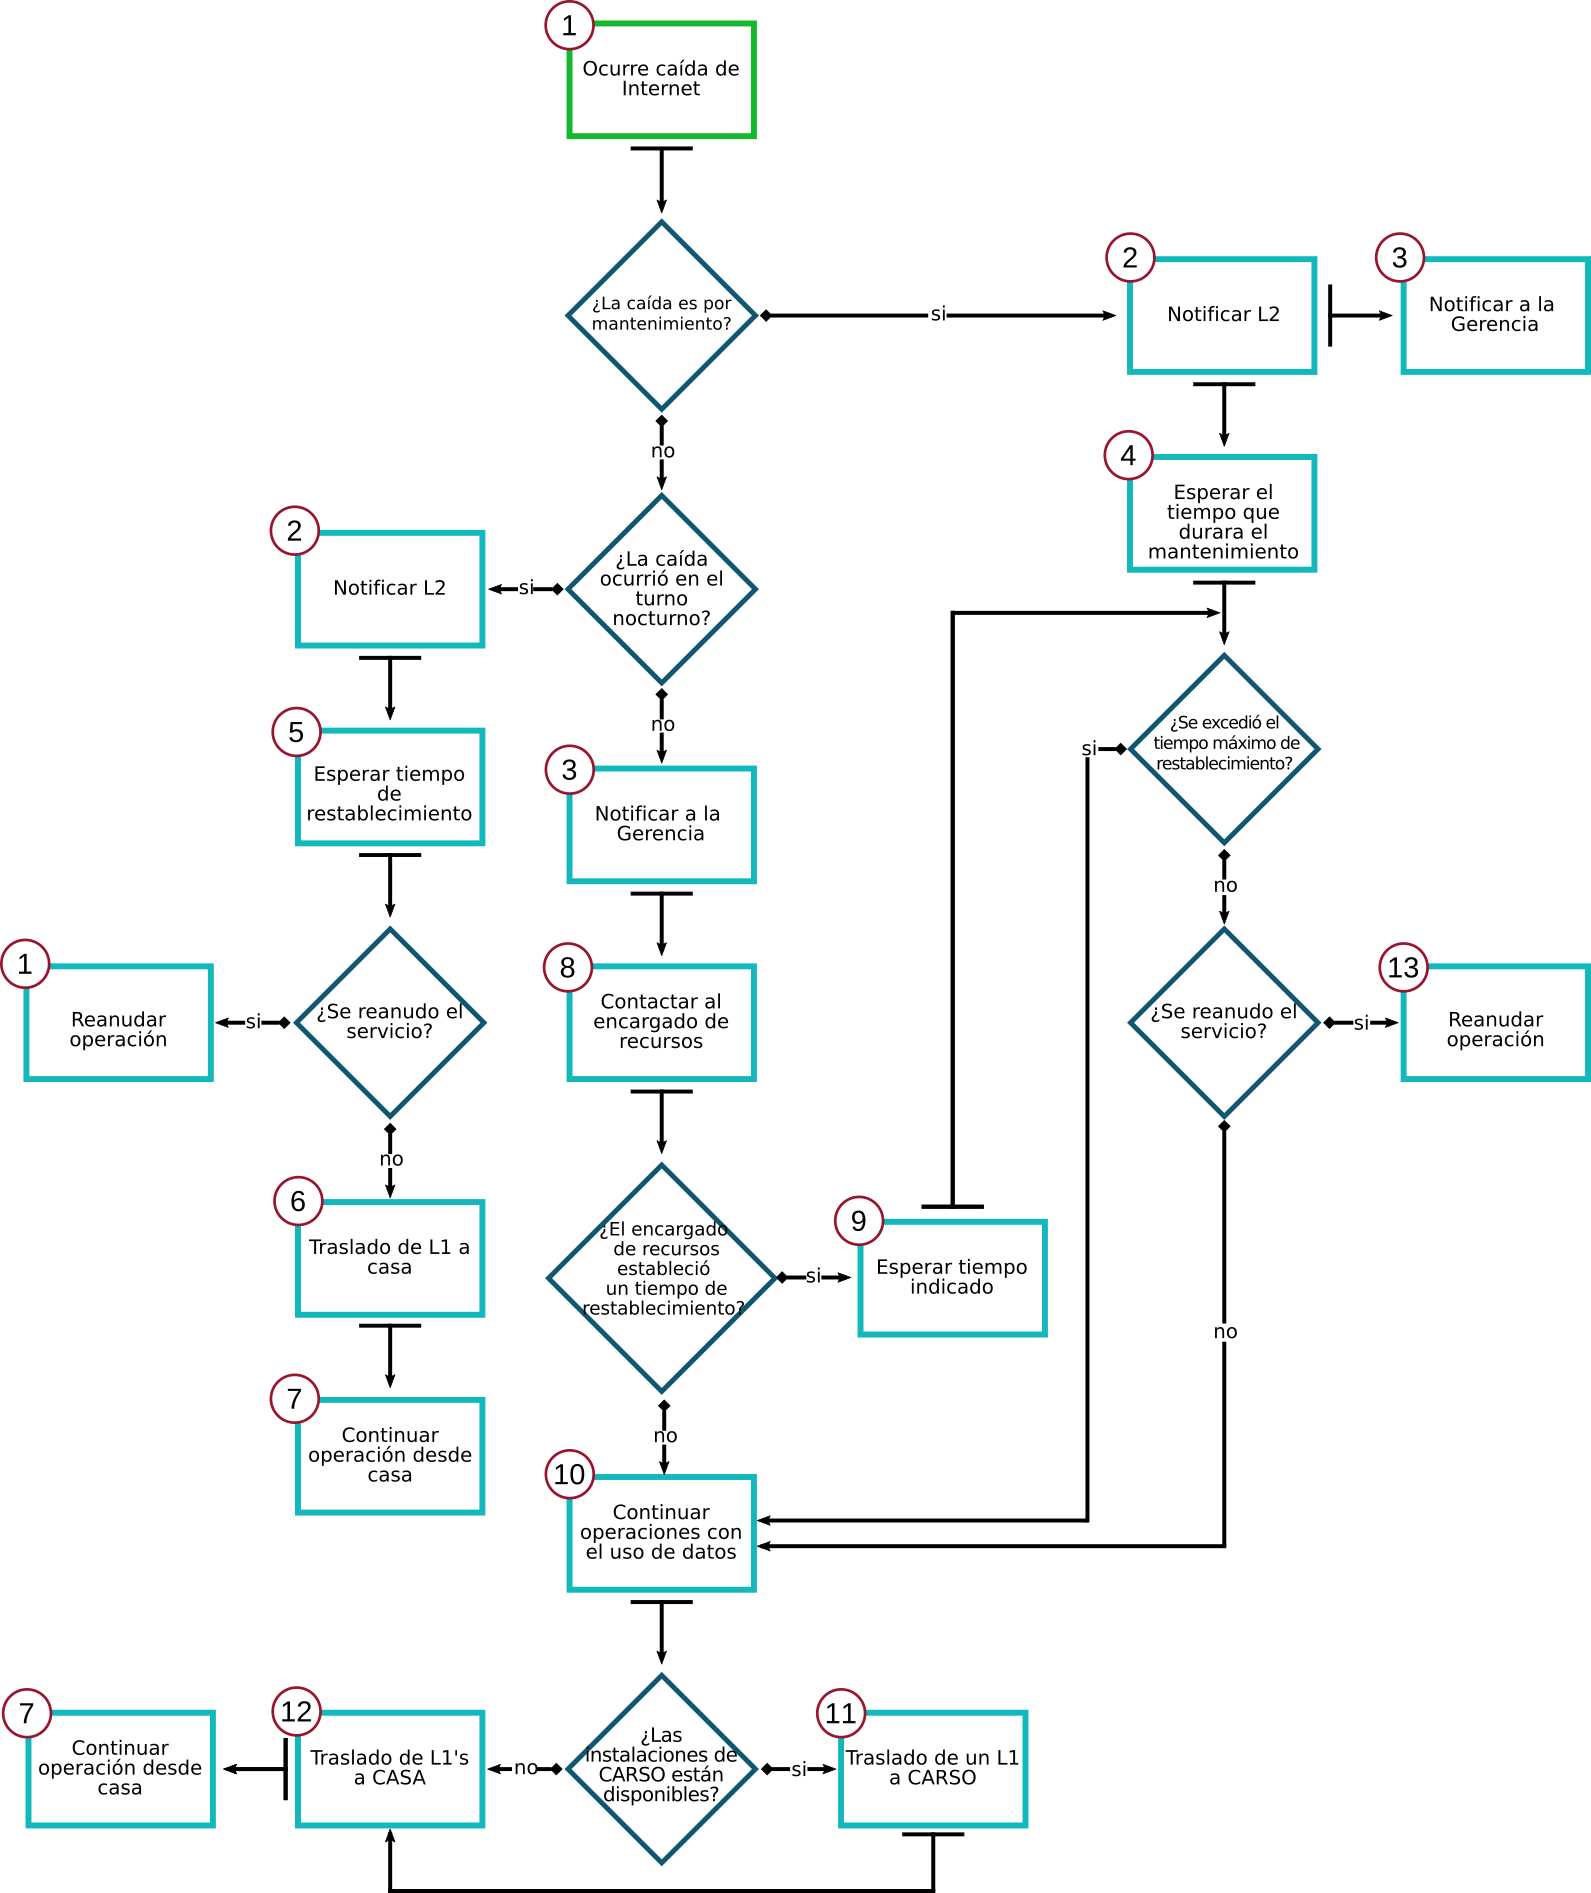 1
Ocurre caída de
Internet
¿La caída es por
mantenimiento?
si
2
Notificar L2
3
Notificar a la
Gerencia
no
4
Esperar el
tiempo que
durara el
mantenimiento
2
Notificar L2
si
¿La caída
ocurrió en el
turno
nocturno?
no
5
Esperar tiempo
de
restablecimiento
3
Notificar a la
Gerencia
si
¿Se excedió el
tiempo máximo de
restablecimiento?
no
1
Reanudar
operación
si
¿Se reanudo el
servicio?
8
Contactar al
encargado de
recursos
¿Se reanudo el
servicio?
si
13
Reanudar
operación
no
6
Traslado de L1 a
casa
¿El encargado
de recursos
estableció
un tiempo de
restablecimiento?
si
9
Esperar tiempo
indicado
no
7
Continuar
operación desde
casa
no
10
Continuar
operaciones con
el uso de datos
7
Continuar
operación desde
casa
12
Traslado de L1's
a CASA
no
¿Las
instalaciones de
CARSO están
disponibles?
si
11
Traslado de un L1
a CARSO